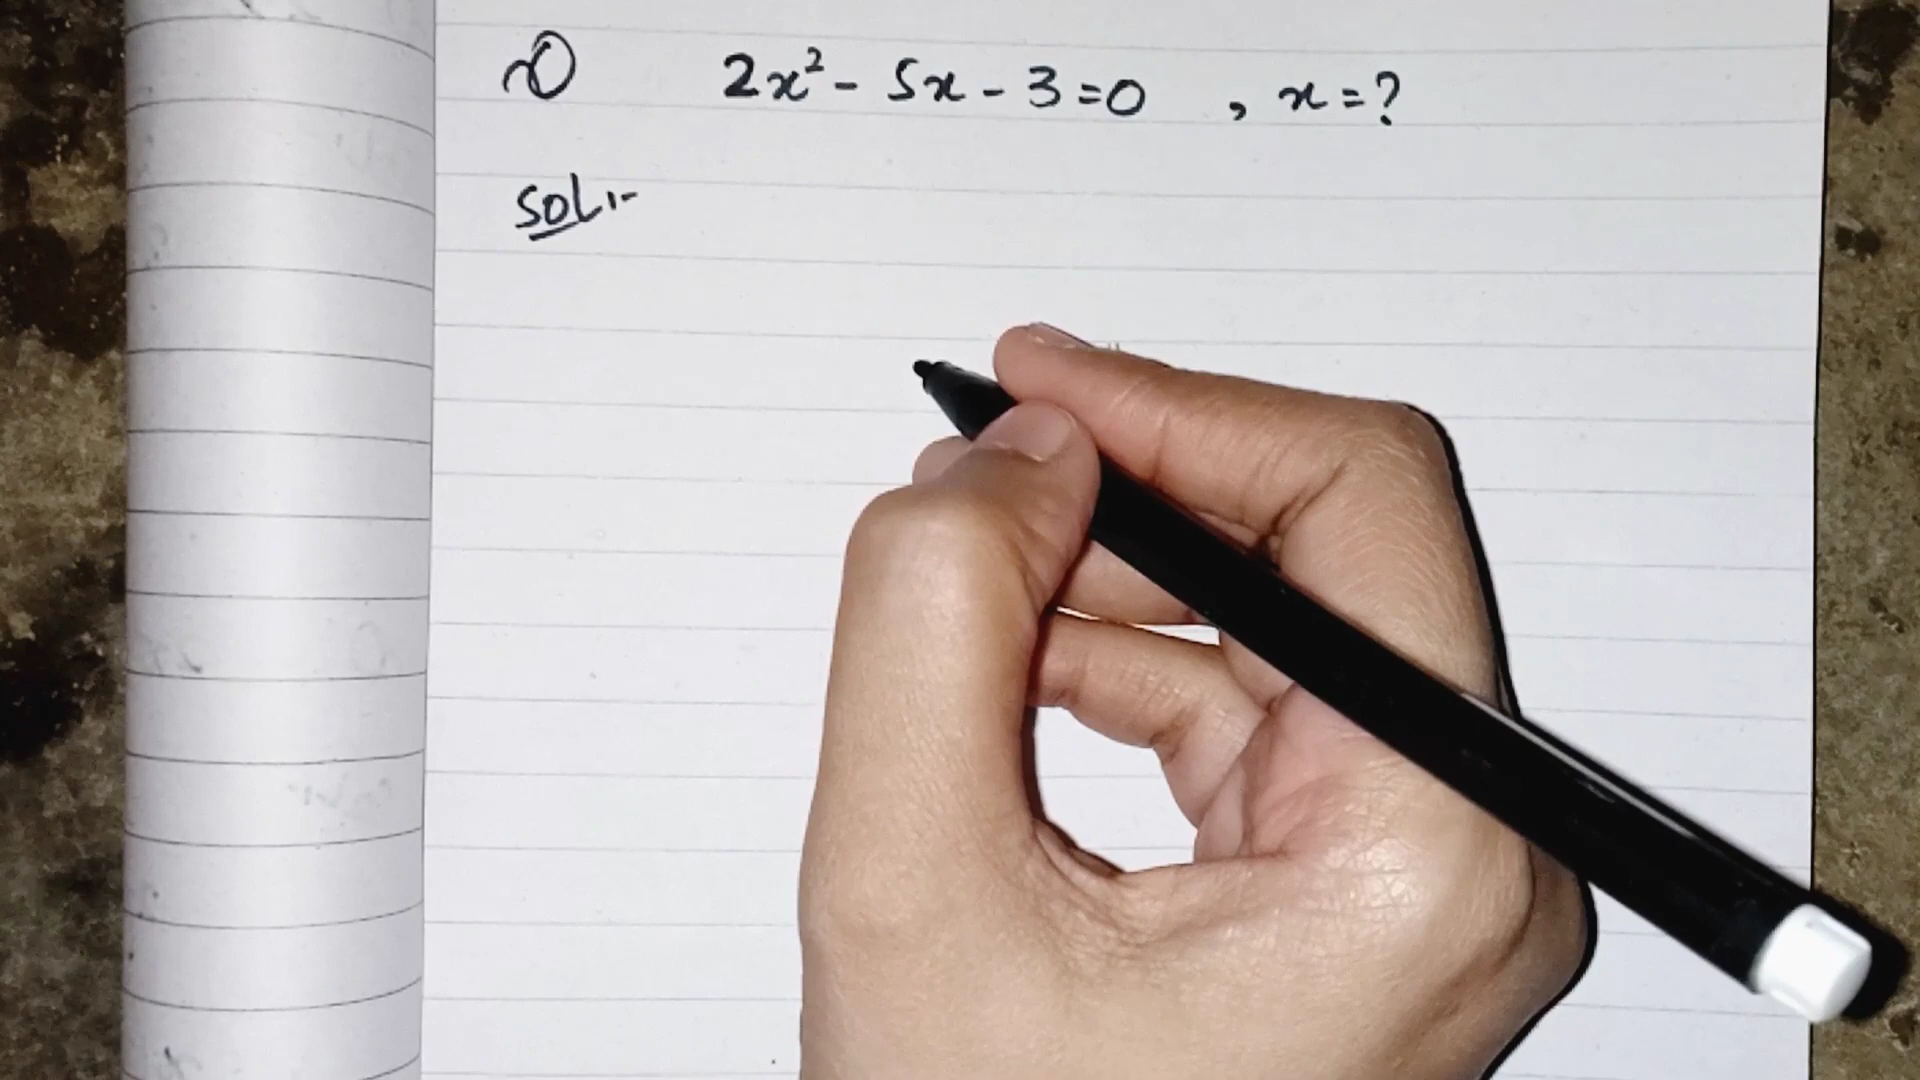 2x² - 5x - 3 = 0 , x = ?
SOL:-